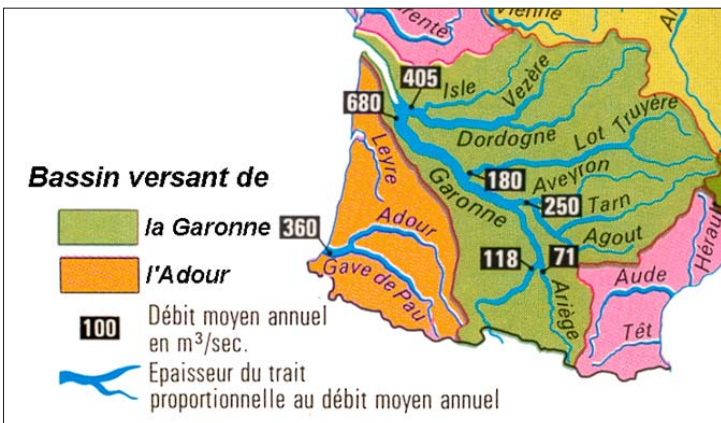 arente
Vienne
Al
405
Isle
Vezère
680
Dordogne
Lot
Truyère
Leyre
Garonne
180
Aveyron
250
Tarn
Agout
Hérault
Bassin versant de
la Garonne
360
Adour
l'Adour
Gave de Pau
118
71
Ariège
Aude
Têt
100
Débit moyen annuel
en m³/sec.
Epaisseur du trait
proportionnelle au débit moyen annuel